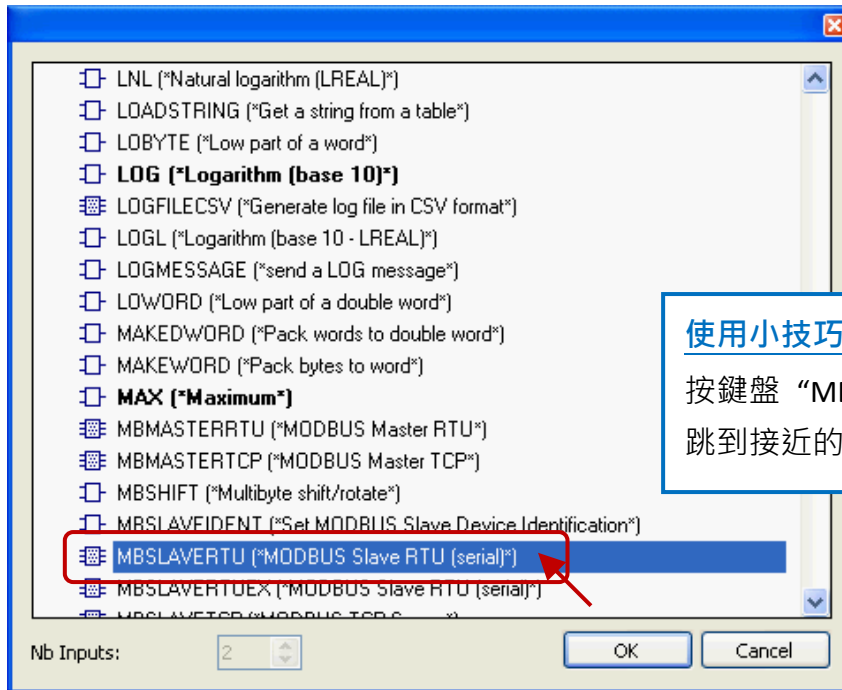 LNL (*Natural logarithm (LREAL)*)
LOADSTRING (*Get a string from a table*)
LOBYTE (*Low part of a word*)
LOG (*Logarithm (base 10)*)
LOGFILECSV (*Generate log file in CSV format*)
LOGL (*Logarithm (base 10 - LREAL)*)
LOGMESSAGE (*send a LOG message*)
LOWORD (*Low part of a double word*)
MAKEDWORD (*Pack words to double word*)
MAKEWORD (*Pack bytes to word*)
MAX (*Maximum*)
MBMASTERRTU (*MODBUS Master RTU*)
MBMASTERTCP (*MODBUS Master TCP*)
MBSHIFT (*Multibyte shift/rotate*)
MBSLAVEIDENT (*Set MODBUS Slave Device Identification*)
MBSLAVERTU (*MODBUS Slave RTU (serial)*)
MBSLAVERTUEX (*MODBUS Slave RTU (serial)*)
MBSLAVETCP (*MODBUS TCP
使用小技巧
按鍵盤 “M
跳到接近的
Nb Inputs:
2
OK
Cancel